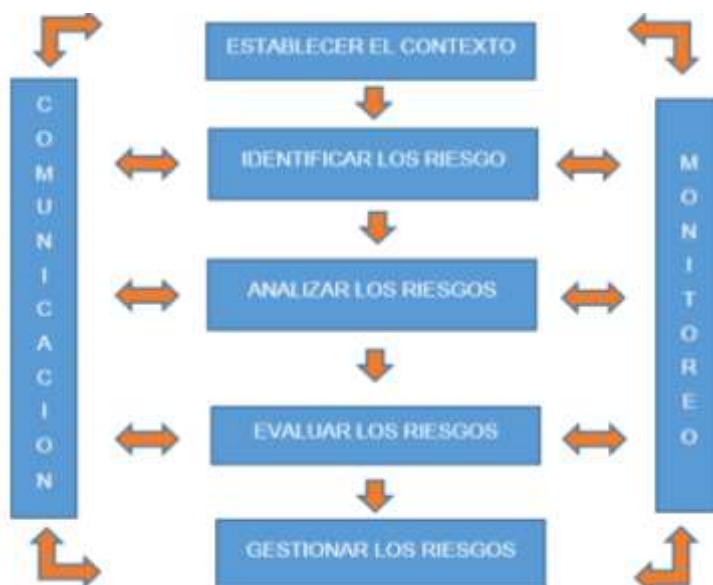 ESTABLECER EL CONTEXTO
COMUNICACION
IDENTIFICAR LOS RIESGO
MONITOREO
ANALIZAR LOS RIESGOS
EVALUAR LOS RIESGOS
GESTIONAR LOS RIESGOS